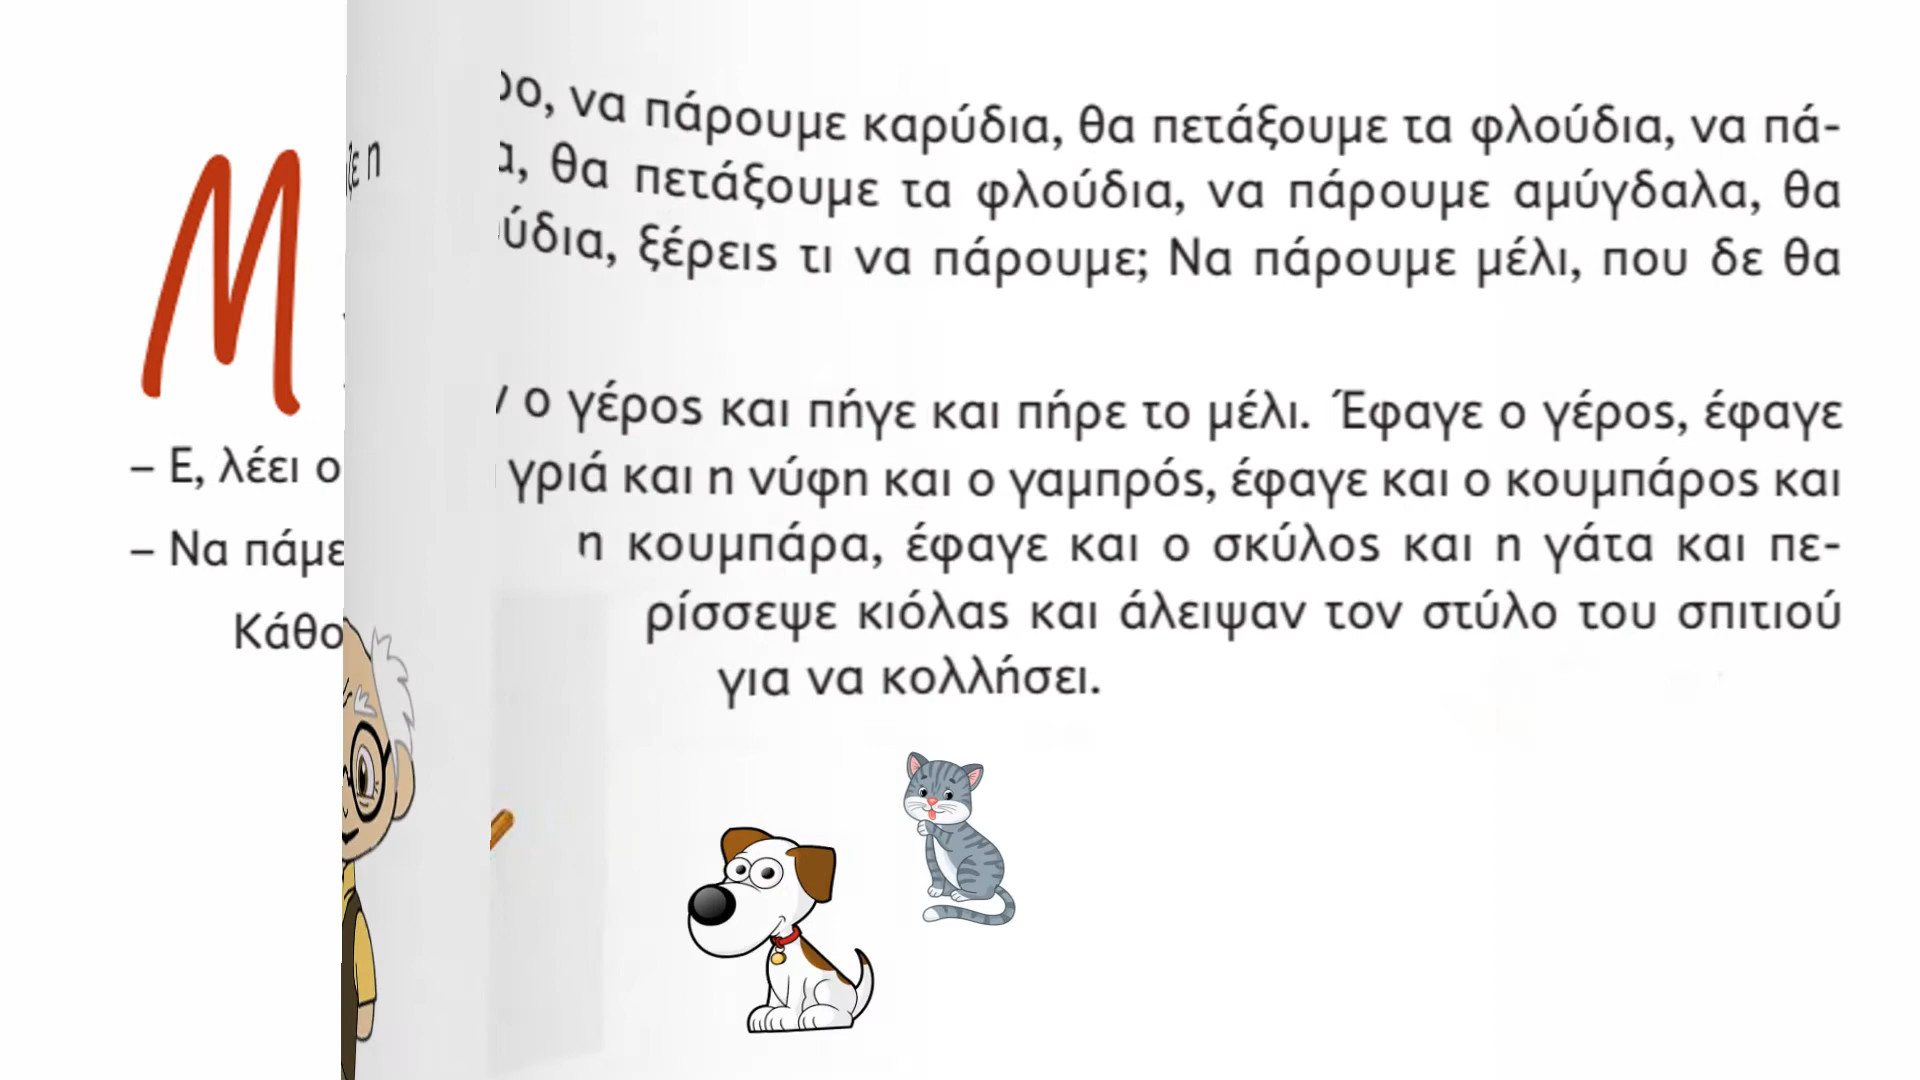 Μ
– Ε, λέει ο
– Να πάμε
η
να πάρουμε καρύδια, θα πετάξουμε τα φλούδια, να πά-
θα πετάξουμε τα φλούδια, να πάρουμε αμύγδαλα, θα
ξέρεις τι να πάρουμε; Να πάρουμε μέλι, που δε θα
ο γέρος και πήγε και πήρε το μέλι. Έφαγε ο γέρος, έφαγε
γριά και η νύφη και ο γαμπρός, έφαγε και ο κουμπάρος και
η κουμπάρα, έφαγε και ο σκύλος και η γάτα και πε-
ρίσσεψε κιόλας και άλειψαν τον στύλο του σπιτιού
για να κολλήσει.